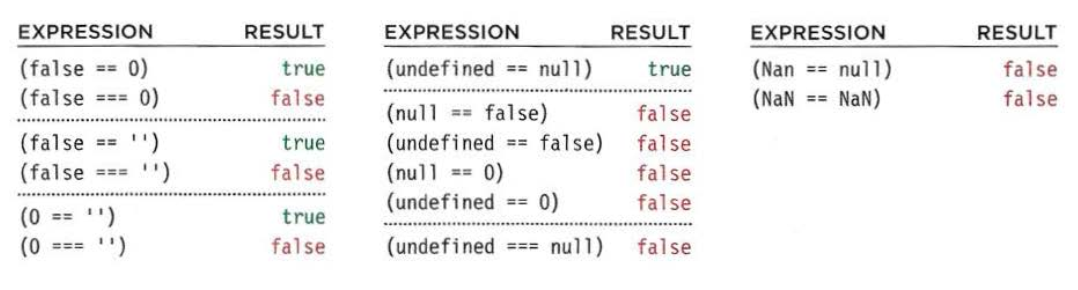 EXPRESSION RESULT
(false == 0) true
(false === 0) false
(false == '') true
(false === '') false
(0 == '') true
(0 === '') false
EXPRESSION RESULT
(undefined == null) true
(null == false) false
(undefined == false) false
(null == 0) false
(undefined == 0) false
(undefined === null) false
EXPRESSION RESULT
(Nan == null) false
(NaN == NaN) false